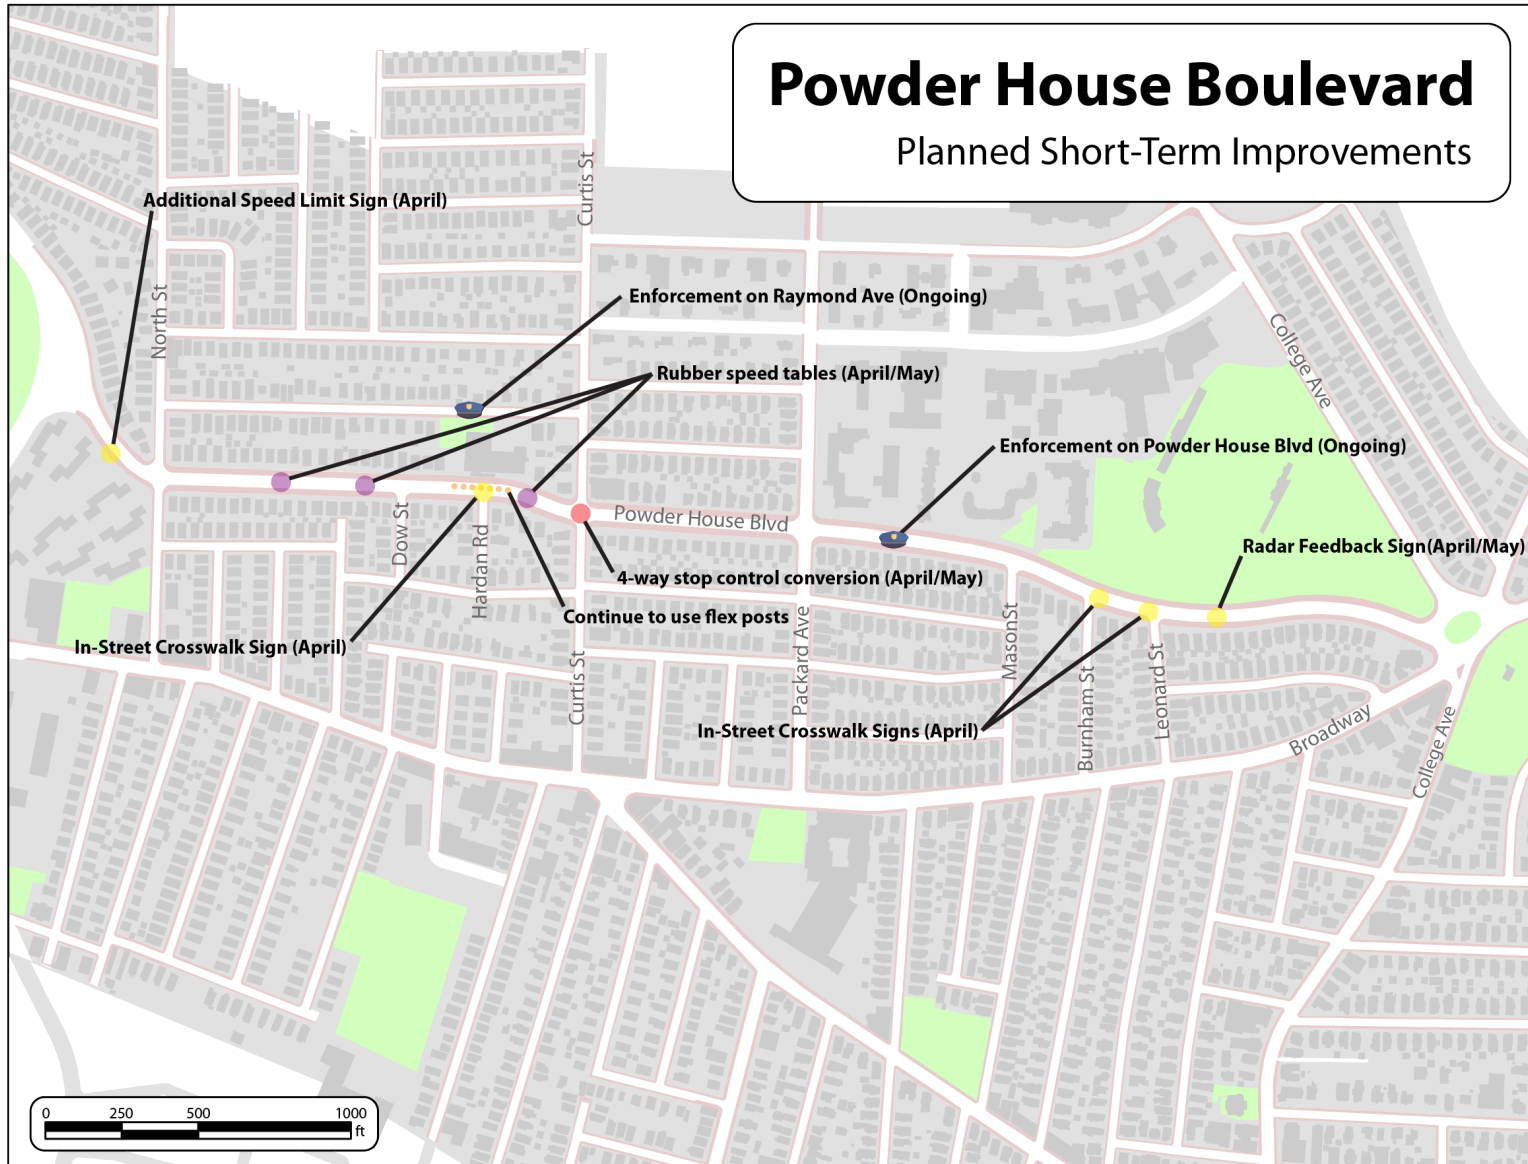 Powder House Boulevard
Planned Short-Term Improvements
Curtis St
Additional Speed Limit Sign (April)
North St
Enforcement on Raymond Ave (Ongoing)
College Ave
Rubber speed tables (April/May)
Enforcement on Powder House Blvd (Ongoing)
Powder House Blvd
Dow St
Hardan Rd
Radar Feedback Sign(April/May)
4-way stop control conversion (April/May)
Continue to use flex posts
In-Street Crosswalk Sign (April)
Curtis St
Packard Ave
MasonSt
Burnham St
Leonard St
In-Street Crosswalk Signs (April)
Broadway
College Ave
0 250 500 1000
ft